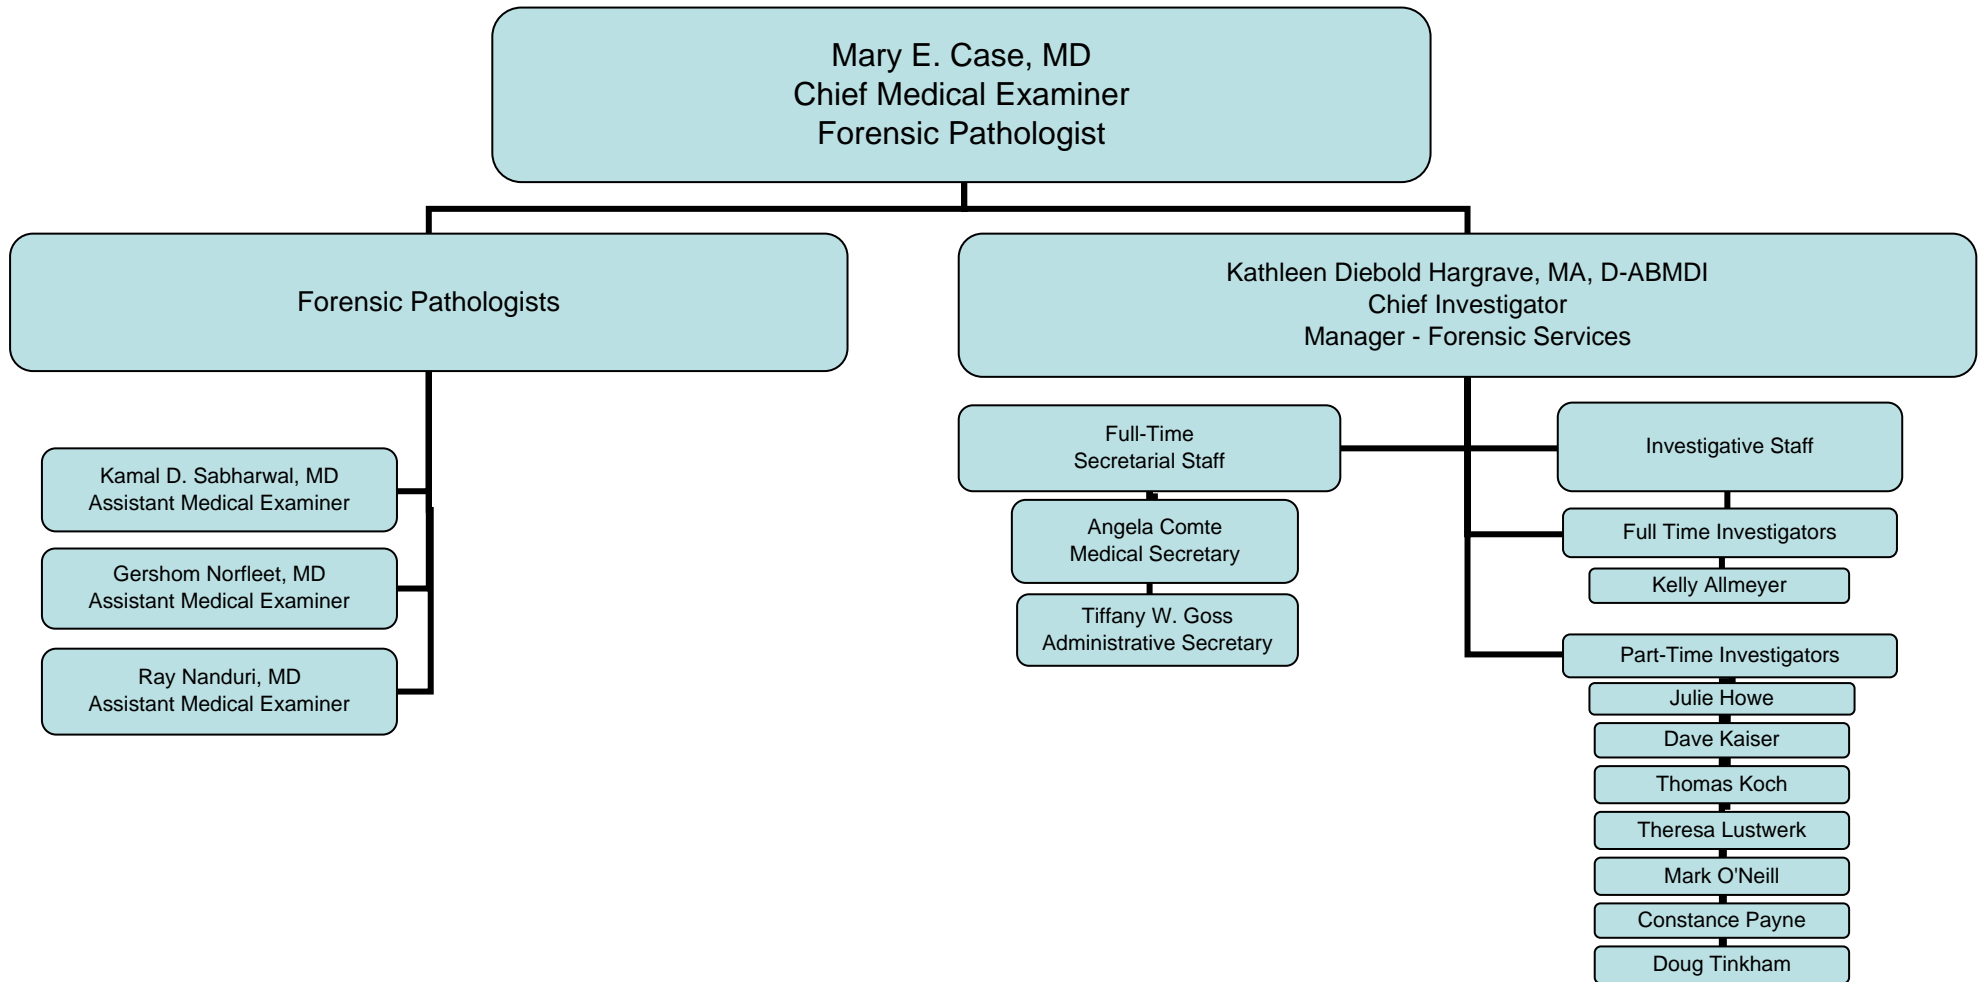 Mary E. Case, MD
Chief Medical Examiner
Forensic Pathologist
Forensic Pathologists
Kathleen Diebold Hargrave, MA, D-ABMDI
Chief Investigator
Manager - Forensic Services
Kamal D. Sabharwal, MD
Assistant Medical Examiner
Gershom Norfleet, MD
Assistant Medical Examiner
Ray Nanduri, MD
Assistant Medical Examiner
Full-Time
Secretarial Staff
Angela Comte
Medical Secretary
Tiffany W. Goss
Administrative Secretary
Investigative Staff
Full Time Investigators
Kelly Allmeyer
Part-Time Investigators
Julie Howe
Dave Kaiser
Thomas Koch
Theresa Lustwerk
Mark O'Neill
Constance Payne
Doug Tinkham